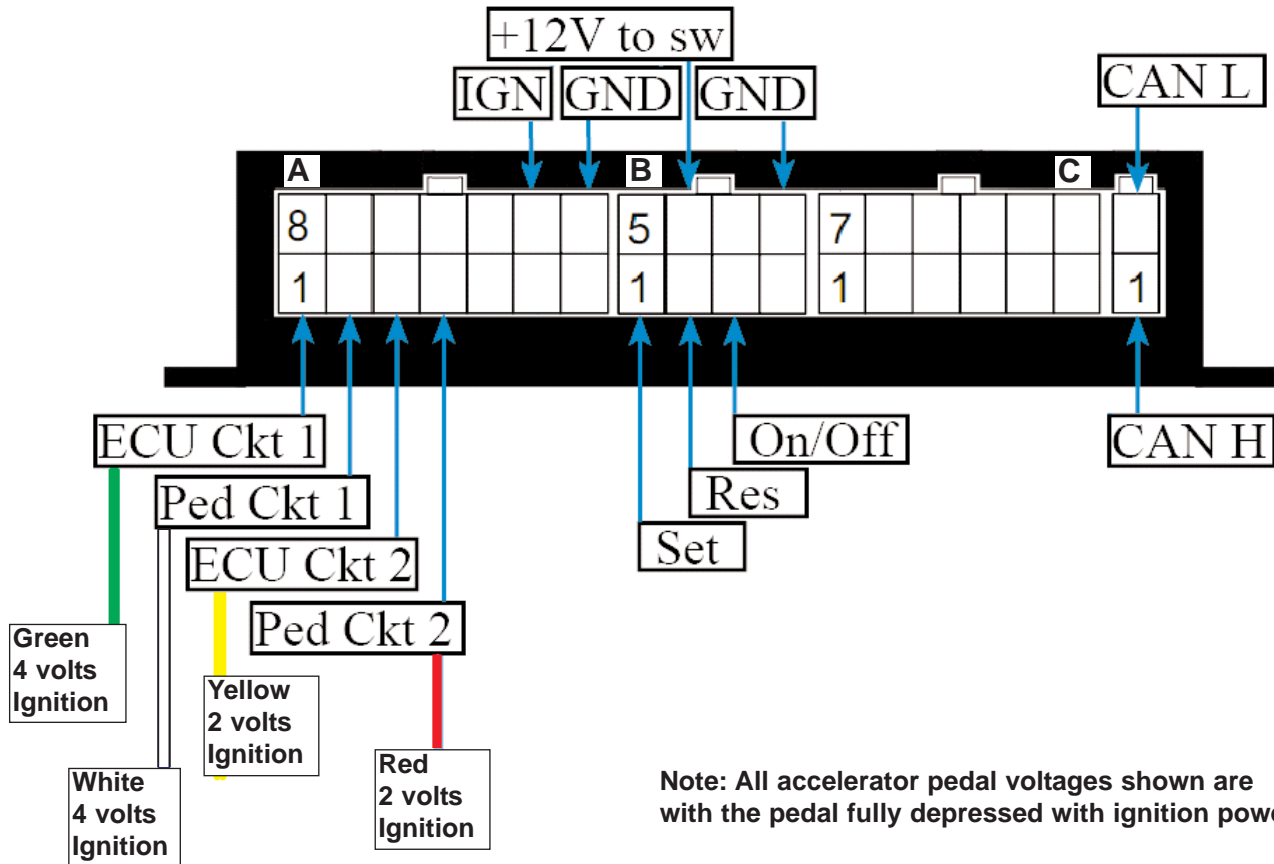 +12V to sw
IGN
GND
GND
CAN L
A
B
C
8
5
7
1
1
1
1
ECU Ckt 1
On/Off
CAN H
Ped Ckt 1
Res
Set
ECU Ckt 2
Ped Ckt 2
Green
4 volts
Ignition
Yellow
2 volts
Ignition
White
4 volts
Ignition
Red
2 volts
Ignition
Note: All accelerator pedal voltages shown are
with the pedal fully depressed with ignition powe